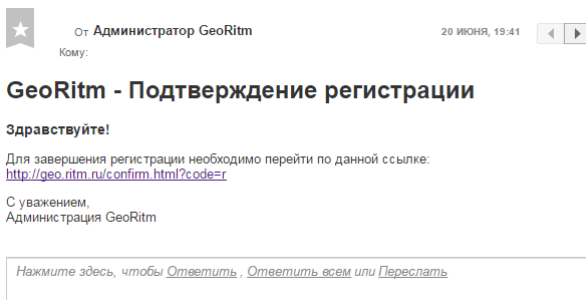 От Администратор GeoRitm 20 ИЮНЯ, 19:41
Кому:
GeoRitm - Подтверждение регистрации
Здравствуйте!
Для завершения регистрации необходимо перейти по данной ссылке:
http://geo.ritm.ru/confirm.html?code=r
С уважением,
Администрация GeoRitm
Нажмите здесь, чтобы Ответить , Ответить всем или Переслать